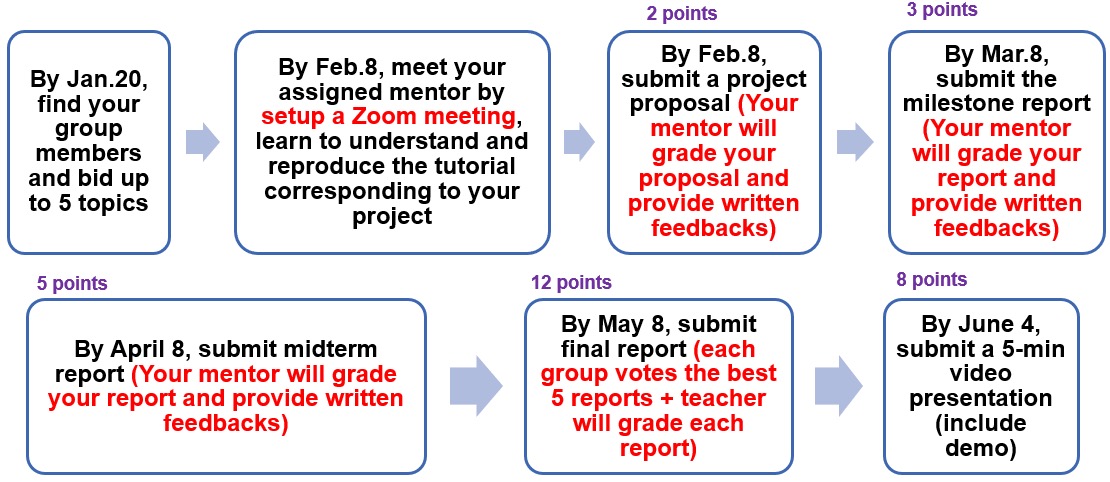 2 points
3 points
By Jan.20,
find your
group
members
and bid up
to 5 topics
By Feb.8, meet your
assigned mentor by
setup a Zoom meeting,
learn to understand and
reproduce the tutorial
corresponding to your
project
By Feb.8,
submit a project
proposal (Your
mentor will
grade your
proposal and
provide written
feedbacks)
By Mar.8,
submit the
milestone report
(Your mentor
will grade your
report and
provide written
feedbacks)
5 points
12 points
8 points
By April 8, submit midterm
report (Your mentor will grade
your report and provide written
feedbacks)
By May 8, submit
final report (each
group votes the best
5 reports + teacher
will grade each
report)
By June 4,
submit a 5-min
video
presentation
(include
demo)